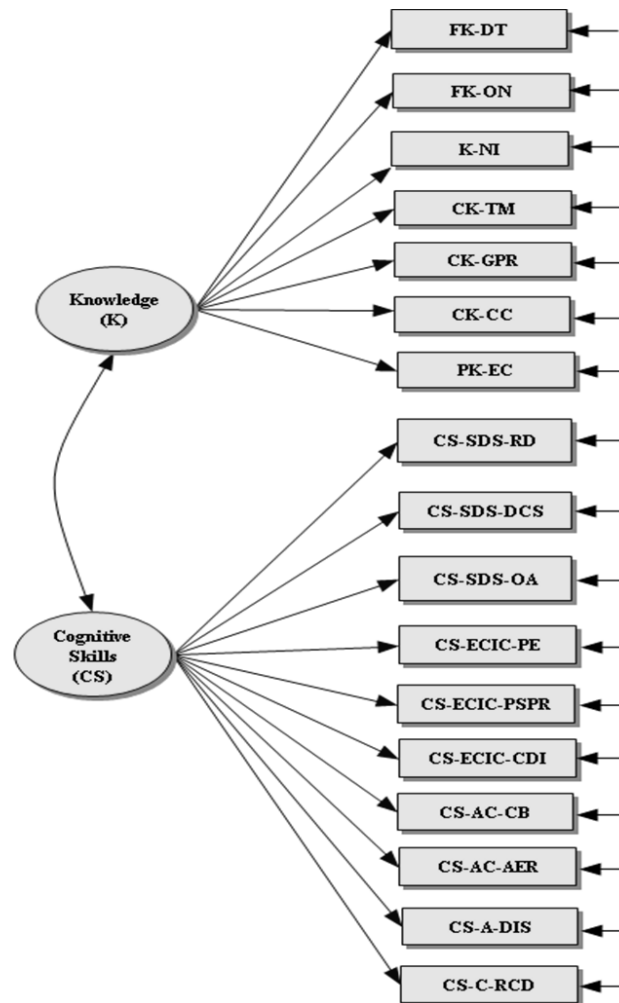 FK-DT
FK-ON
K-NI
CK-TM
CK-GPR
Knowledge
(K)
CK-CC
PK-EC
CS-SDS-RD
CS-SDS-DCS
CS-SDS-OA
Cognitive
Skills
(CS)
CS-ECIC-PE
CS-ECIC-PSPR
CS-ECIC-CDI
CS-AC-CB
CS-AC-AER
CS-A-DIS
CS-C-RCD